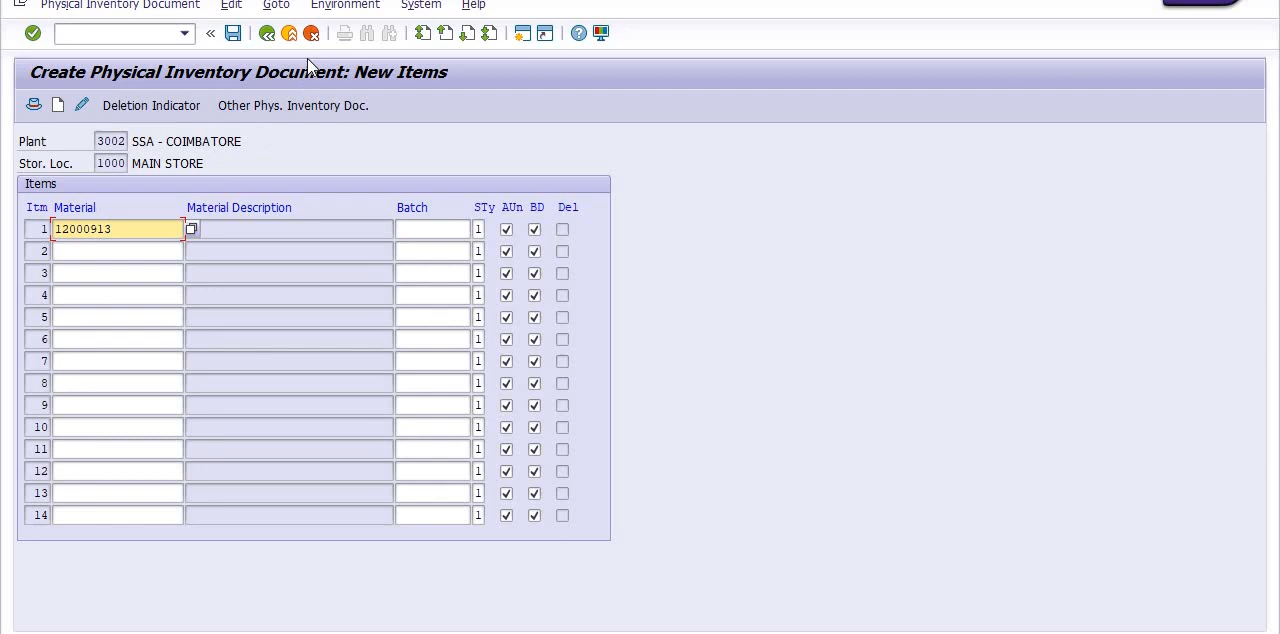 Physical Inventory Document Edit Goto Environment System Help
Create Physical Inventory Document: New Items
Deletion Indicator Other Phys. Inventory Doc.
Plant 3002 SSA - COIMBATORE
Stor. Loc. 1000 MAIN STORE
Items
Itm Material Material Description Batch STy AUn BD Del
1 12000913 1
2 1
3 1
4 1
5 1
6 1
7 1
8 1
9 1
10 1
11 1
12 1
13 1
14 1